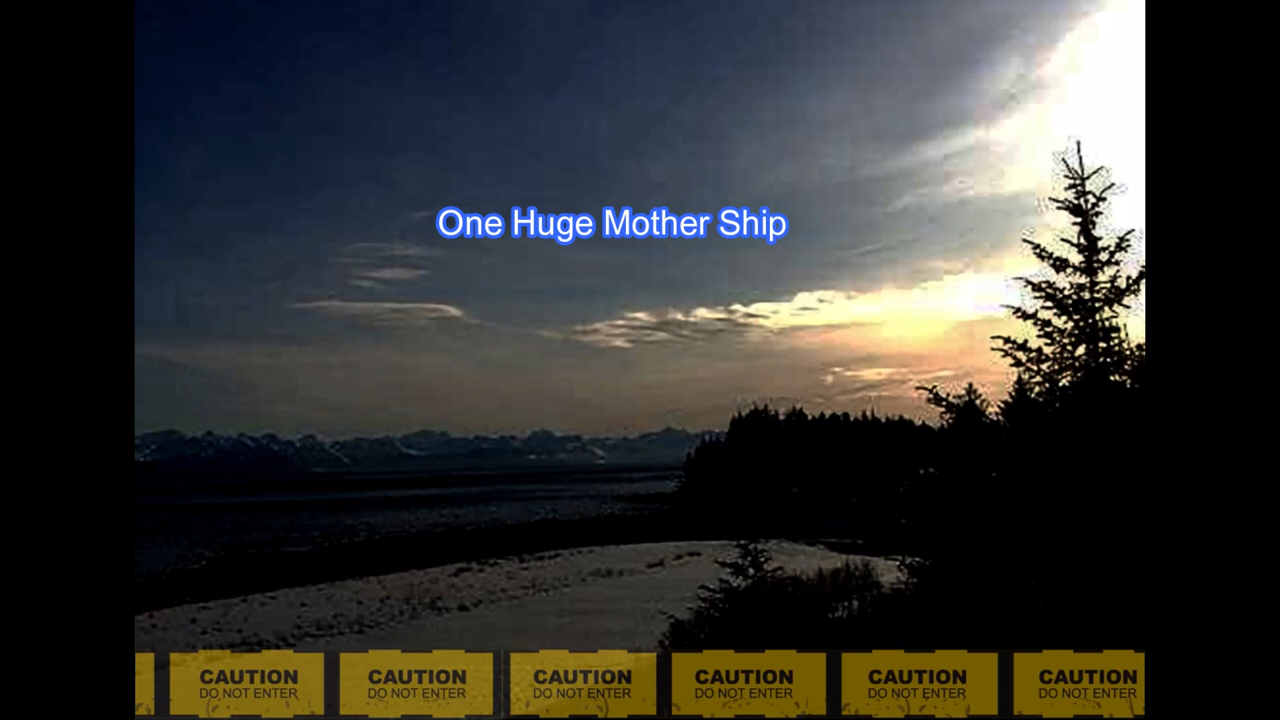 One Huge Mother Ship
CAUTION CAUTION CAUTION CAUTION CAUTION CAUTION
DO NOT ENTER DO NOT ENTER DO NOT ENTER DO NOT ENTER DO NOT ENTER DO NOT ENTER